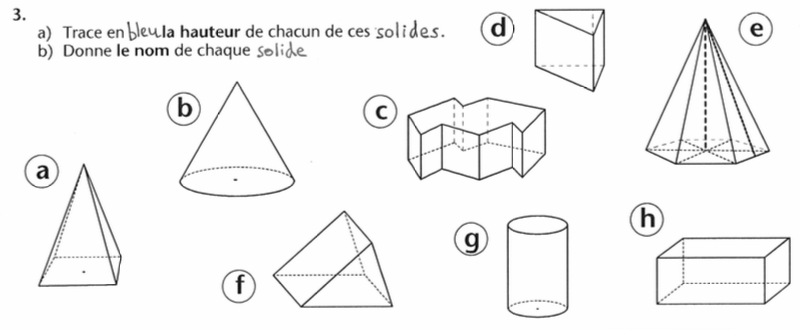 3.
a) Trace en bleu la hauteur de chacun de ces solides.
b) Donne le nom de chaque solide
d
e
b
c
a
h
g
f